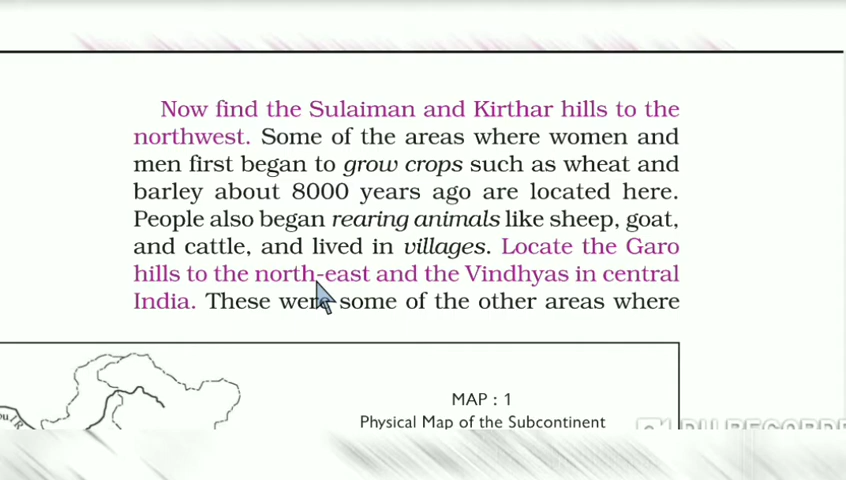 Now find the Sulaiman and Kirthar hills to the
northwest. Some of the areas where women and
men first began to grow crops such as wheat and
barley about 8000 years ago are located here.
People also began rearing animals like sheep, goat,
and cattle, and lived in villages. Locate the Garo
hills to the north-east and the Vindhyas in central
India. These were some of the other areas where
MAP : 1
Physical Map of the Subcontinent